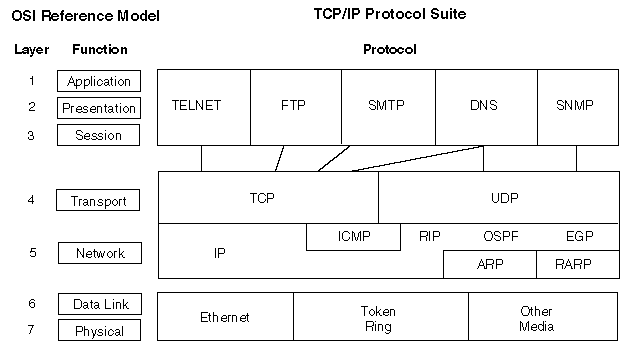 OSI Reference Model
TCP/IP Protocol Suite
Layer Function Protocol
1 Application
2 Presentation
3 Session
TELNET FTP SMTP DNS SNMP
4 Transport
TCP UDP
5 Network
IP ICMP RIP OSPF EGP
ARP RARP
6 Data Link
7 Physical
Ethernet
Token
Ring
Other
Media